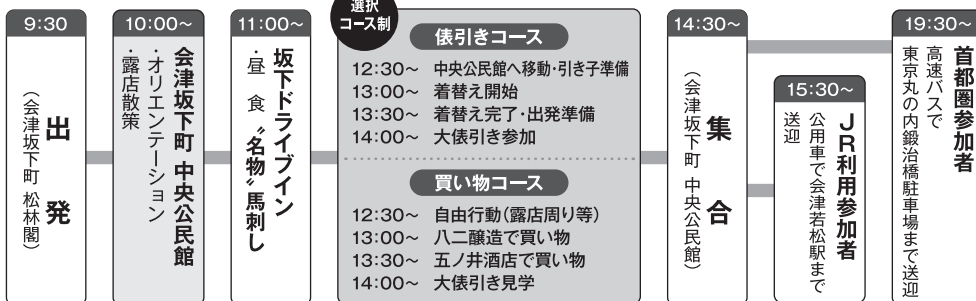 9:30
出発
（会津坂下町 松林閣）
10:00～
会津坂下町 中央公民館
・オリエンテーション
・露店散策
11:00～
坂下ドライブイン
・昼 食 〝名物〟馬刺し
選択
コース制
俵引きコース
12:30～ 中央公民館へ移動・引き子準備
13:00～ 着替え開始
13:30～ 着替え完了・出発準備
14:00～ 大俵引き参加
買い物コース
12:30～ 自由行動（露店周り等）
13:00～ 八二醸造で買い物
13:30～ 五ノ井酒店で買い物
14:00～ 大俵引き見学
14:30～
集合
（会津坂下町 中央公民館）
15:30～
JR利用参加者
公用車で会津若松駅まで
送迎
19:30～
首都圏参加者
高速バスで
東京丸の内鍛治橋駐車場まで送迎